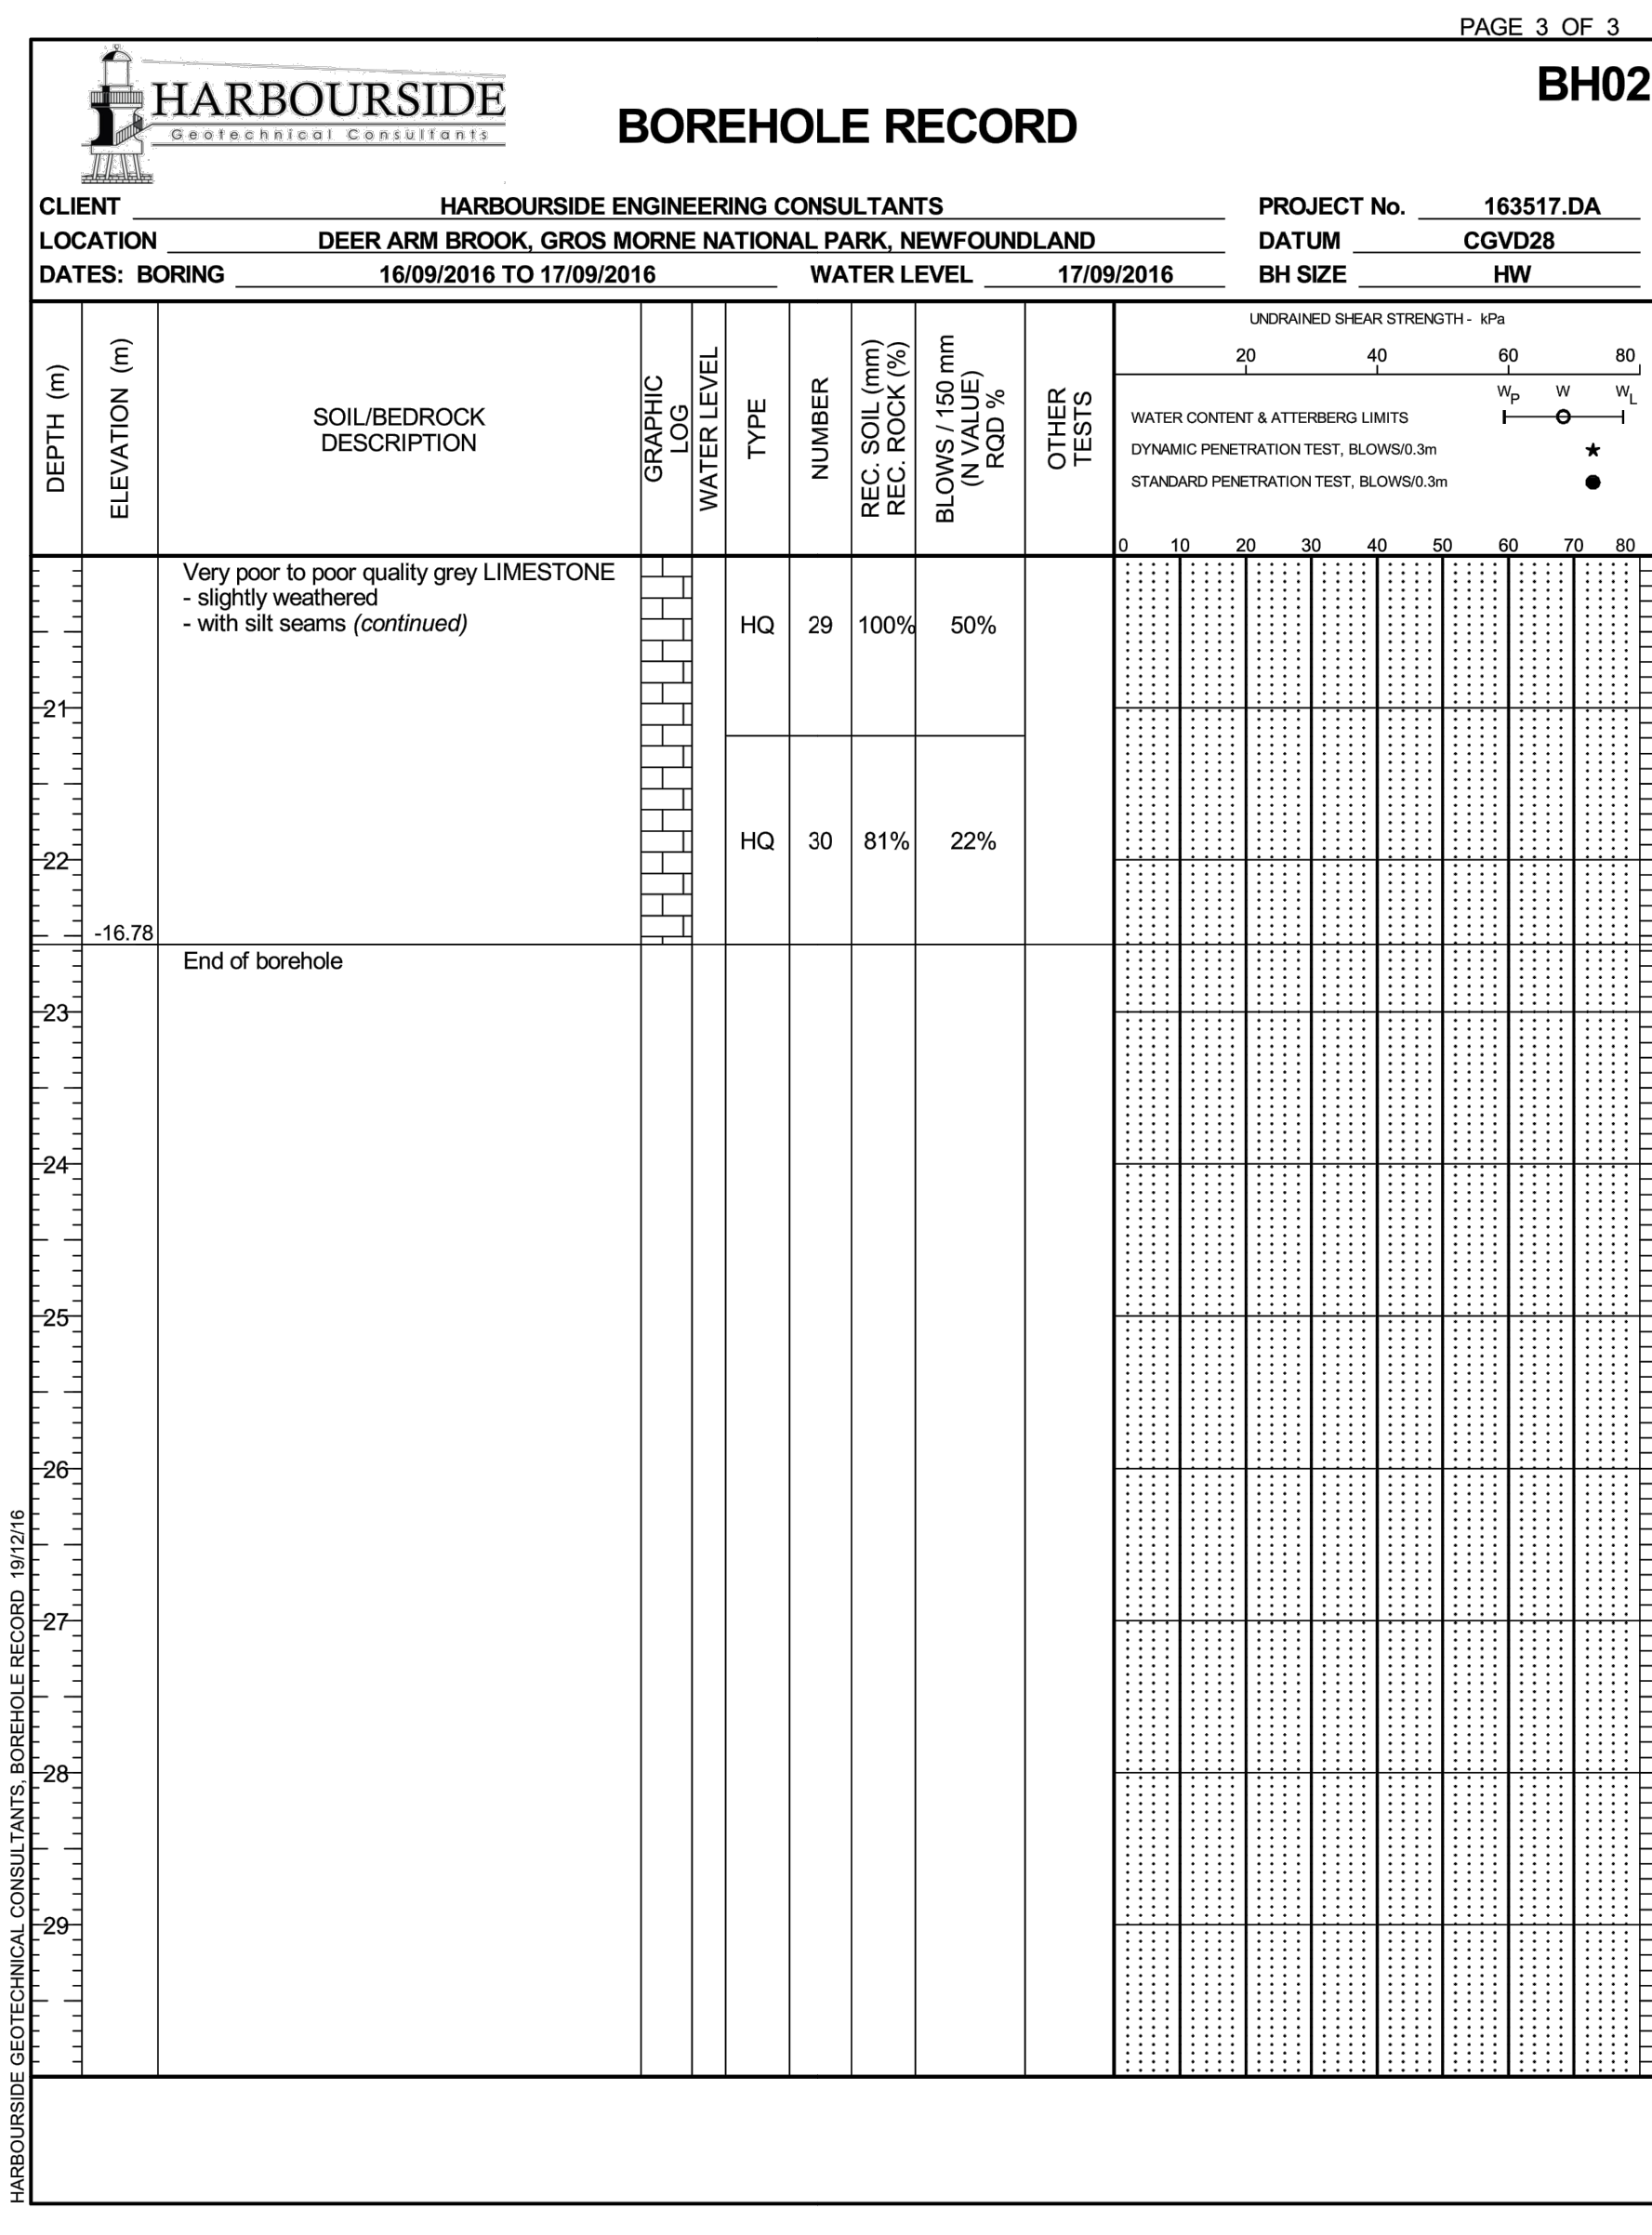 PAGE 3 OF 3
BH02
HARBOURSIDE
Geotechnical Consultants
BOREHOLE RECORD
CLIENT HARBOURSIDE ENGINEERING CONSULTANTS PROJECT No. 163517.DA
LOCATION DEER ARM BROOK, GROS MORNE NATIONAL PARK, NEWFOUNDLAND DATUM CGVD28
DATES: BORING 16/09/2016 TO 17/09/2016 WATER LEVEL 17/09/2016 BH SIZE HW
DEPTH (m)
ELEVATION (m)
SOIL/BEDROCK
DESCRIPTION
GRAPHIC
LOG
WATER LEVEL
TYPE
NUMBER
REC. SOIL (mm)
REC. ROCK (%)
BLOWS / 150 mm
(N VALUE)
RQD %
OTHER
TESTS
UNDRAINED SHEAR STRENGTH - kPa
20 40 60 80
WP W WL
WATER CONTENT & ATTERBERG LIMITS
DYNAMIC PENETRATION TEST, BLOWS/0.3m ★
STANDARD PENETRATION TEST, BLOWS/0.3m ●
0 10 20 30 40 50 60 70 80
Very poor to poor quality grey LIMESTONE
- slightly weathered
- with silt seams (continued)
HQ 29 100% 50%
21
HQ 30 81% 22%
22
-16.78
End of borehole
23
24
25
26
27
28
29
HARBOURSIDE GEOTECHNICAL CONSULTANTS, BOREHOLE RECORD 19/12/16